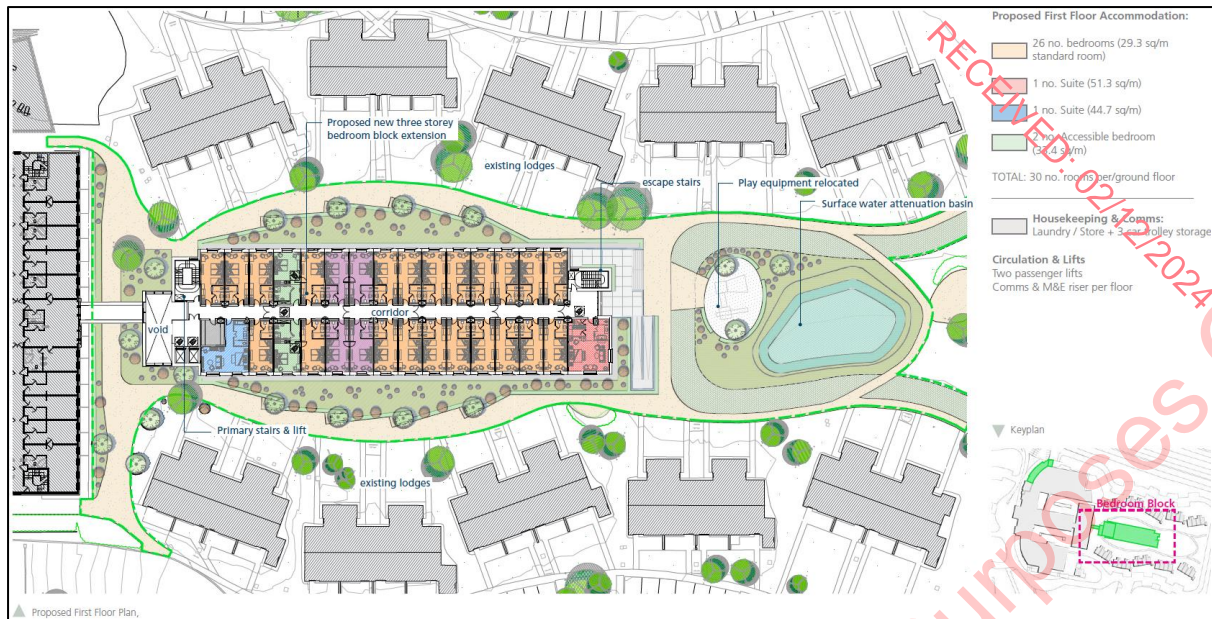 Proposed First Floor Accommodation:
26 no. bedrooms (29.3 sq/m
standard room)
1 no. Suite (51.3 sq/m)
1 no. Suite (44.7 sq/m)
2 no. Accessible bedroom
sq/m)
TOTAL: 30 no. rooms per/ground floor
Housekeeping & Comms:
Laundry / Store + 3 car trolley storage
Circulation & Lifts
Two passenger lifts
Comms & M&E riser per floor
RECEIVED: 02/12/2024
Proposed new three storey
bedroom block extension
existing lodges
escape stairs
Play equipment relocated
Surface water attenuation basin
void
corridor
Primary stairs & lift
existing lodges
Keyplan
Bedroom Block
urposes
Proposed First Floor Plan,